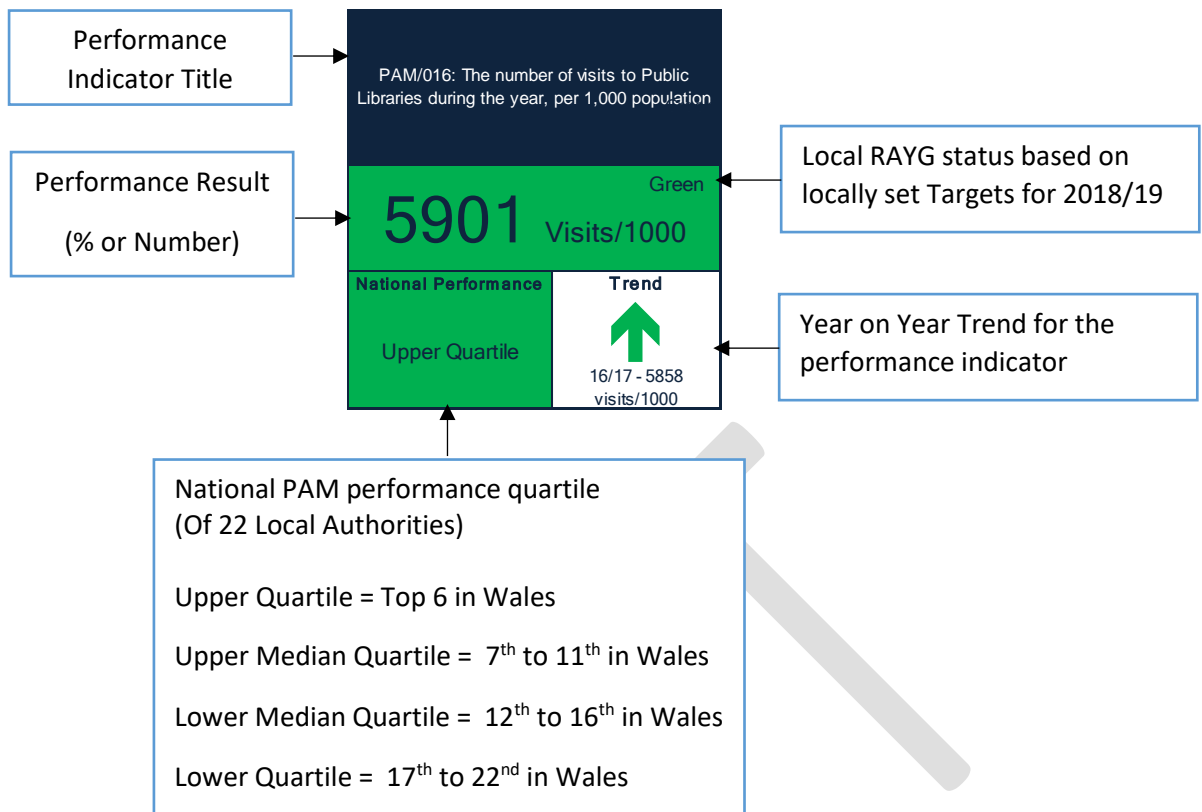 Performance
Indicator Title
PAM/016: The number of visits to Public
Libraries during the year, per 1,000 population
Performance Result
(% or Number)
Green
5901 Visits/1000
Local RAYG status based on
locally set Targets for 2018/19
National Performance
Upper Quartile
Trend
16/17 - 5858
visits/1000
Year on Year Trend for the
performance indicator
National PAM performance quartile
(Of 22 Local Authorities)
Upper Quartile = Top 6 in Wales
Upper Median Quartile = 7th to 11th in Wales
Lower Median Quartile = 12th to 16th in Wales
Lower Quartile = 17th to 22nd in Wales